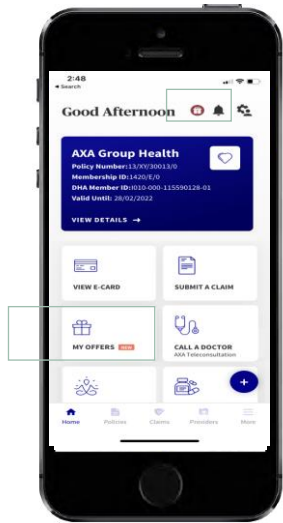 2:48
◂ Search
Good Afternoon
AXA Group Health
Policy Number:13/XY/300013/0
Membership ID:1420/E/0
DHA Member ID:I010-000-115590128-01
Valid Until: 28/02/2022
VIEW DETAILS →
VIEW E-CARD
SUBMIT A CLAIM
MY OFFERS NEW
CALL A DOCTOR
AXA Teleconsultation
Home Policies Claims Providers More